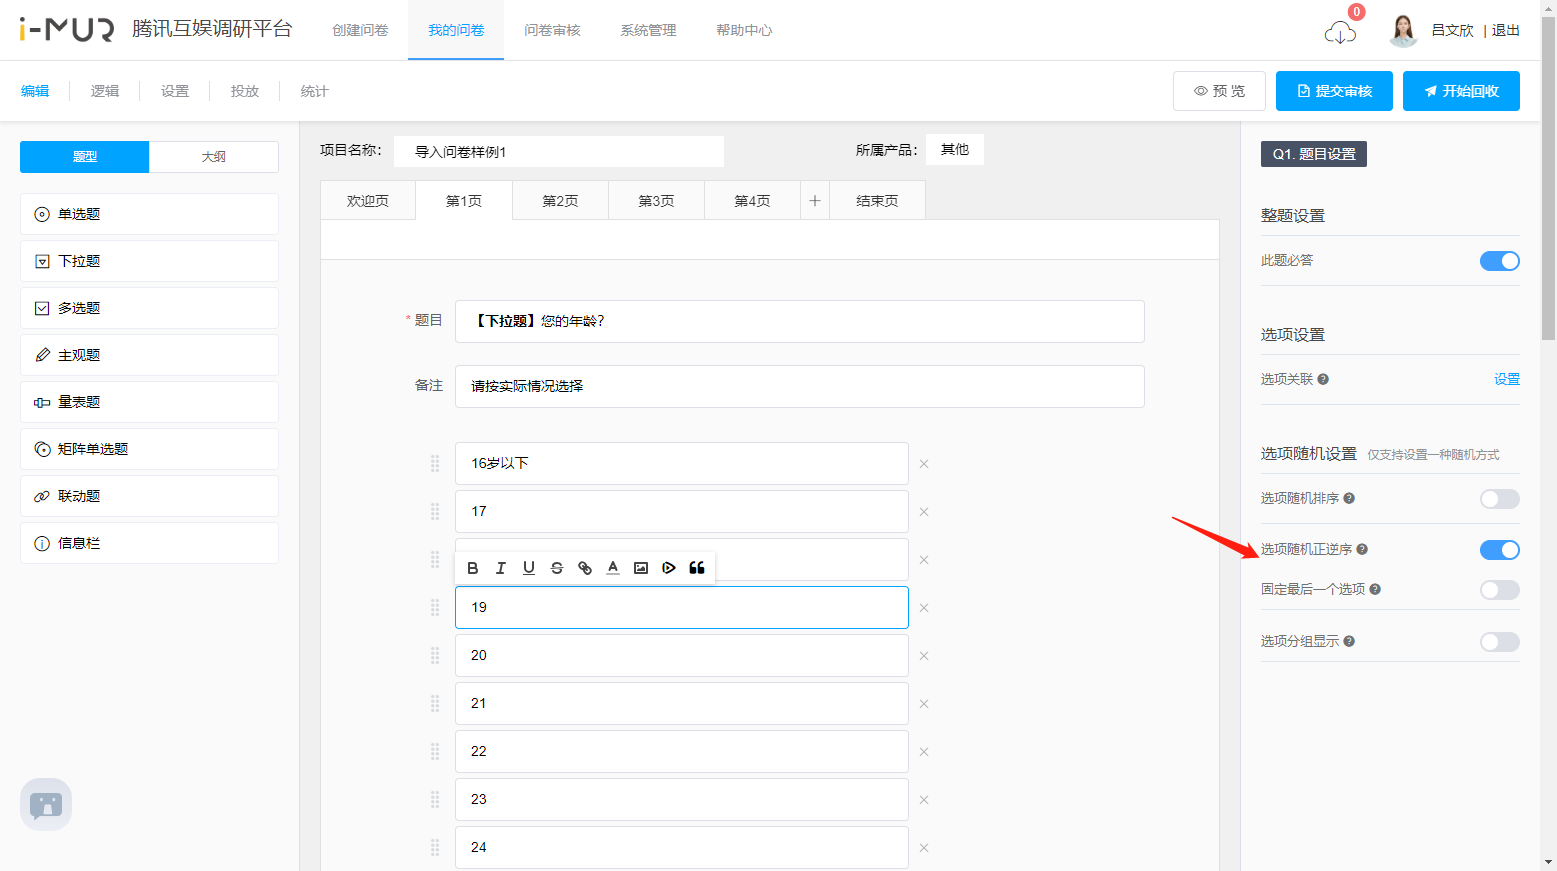 i-MUR 腾讯互娱调研平台 创建问卷 我的问卷 问卷审核 系统管理 帮助中心 0 吕文欣 | 退出
编辑 逻辑 设置 投放 统计 预 览 提交审核 开始回收
题型 大纲
单选题
下拉题
多选题
主观题
量表题
矩阵单选题
联动题
信息栏
项目名称： 导入问卷样例1 所属产品： 其他
欢迎页 第1页 第2页 第3页 第4页 + 结束页
* 题目 【下拉题】您的年龄？
备注 请按实际情况选择
16岁以下
17
B I U S A
19
20
21
22
23
24
Q1. 题目设置
整题设置
此题必答
选项设置
选项关联 ? 设置
选项随机设置 仅支持设置一种随机方式
选项随机排序 ?
选项随机正逆序 ?
固定最后一个选项 ?
选项分组显示 ?